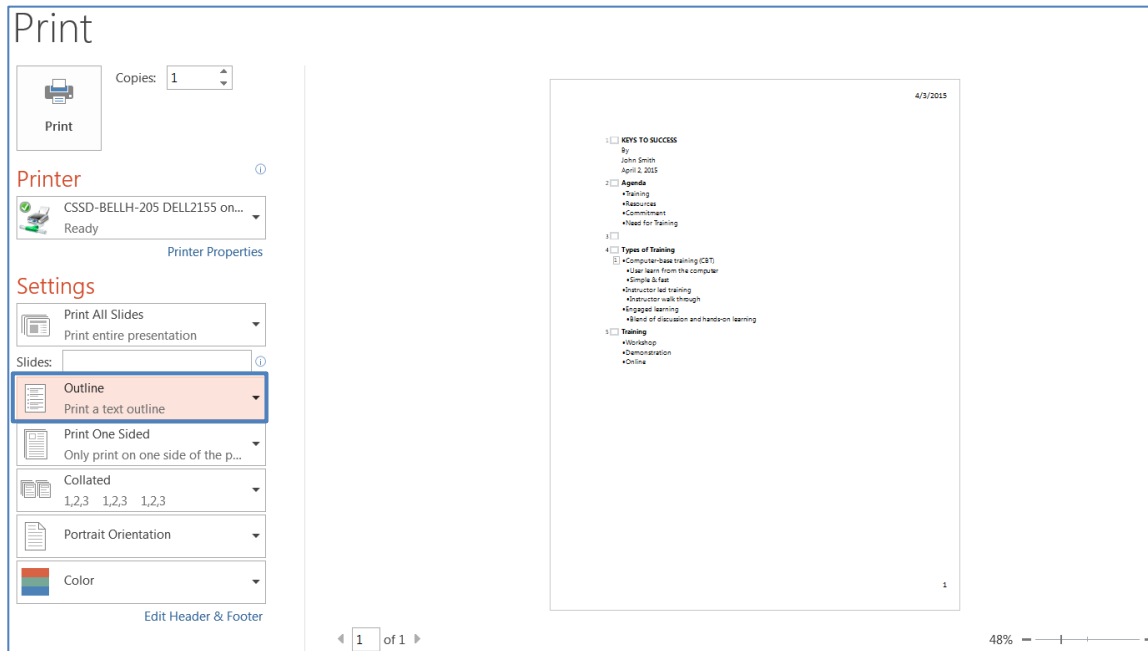 Print
Copies: 1
Print
Printer
CSSD-BELLH-205 DELL2155 on...
Ready
Printer Properties
Settings
Print All Slides
Print entire presentation
Slides:
Outline
Print a text outline
Print One Sided
Only print on one side of the p...
Collated
1,2,3 1,2,3 1,2,3
Portrait Orientation
Color
Edit Header & Footer
4/3/2015
1 KEYS TO SUCCESS
By
John Smith
April 2. 2015
2 Agenda
•Training
•Resources
•Commitment
•Need for Training
3
4 Types of Training
1 •Computer-base training (CBT)
•User learn from the computer
•Simple & fast
•Instructor led training
•Instructor walk through
•Engaged learning
•Blend of discussion and hands-on learning
5 Training
•Workshop
•Demonstration
•Online
1
1 of 1
48%